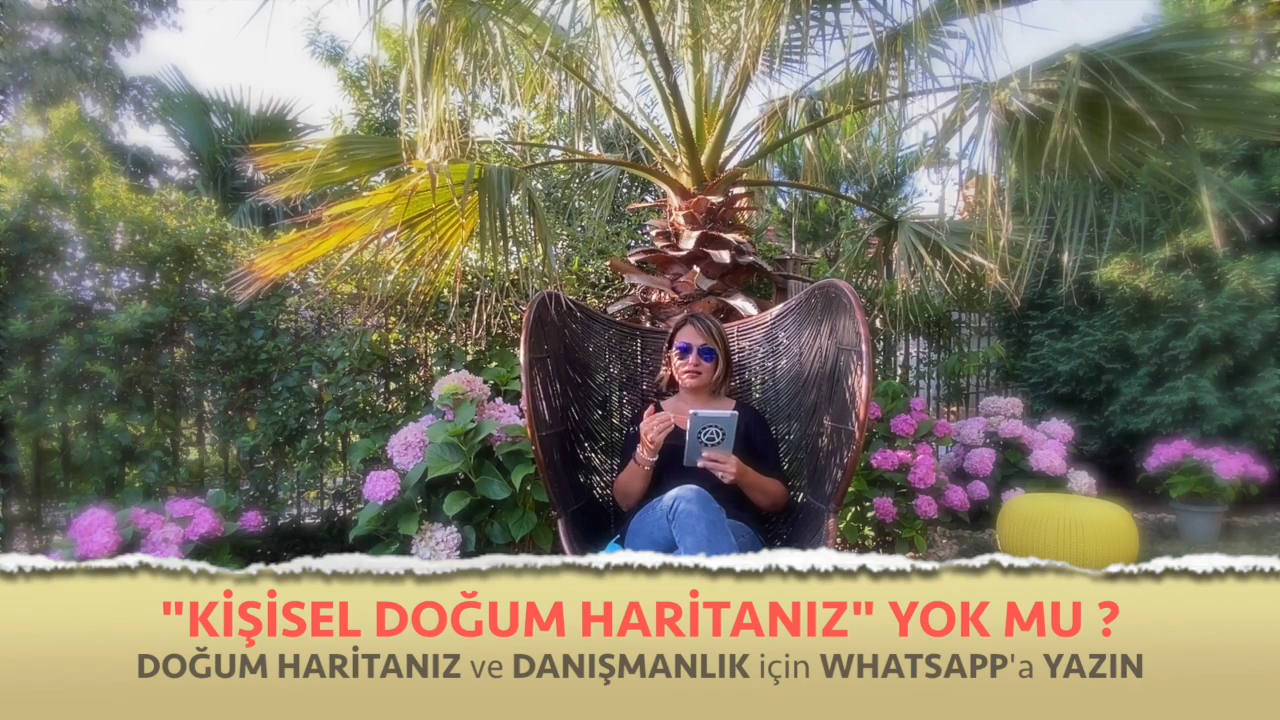 "KİŞİSEL DOĞUM HARİTANIZ" YOK MU ?
DOĞUM HARİTANIZ ve DANIŞMANLIK için WHATSAPP'a YAZIN